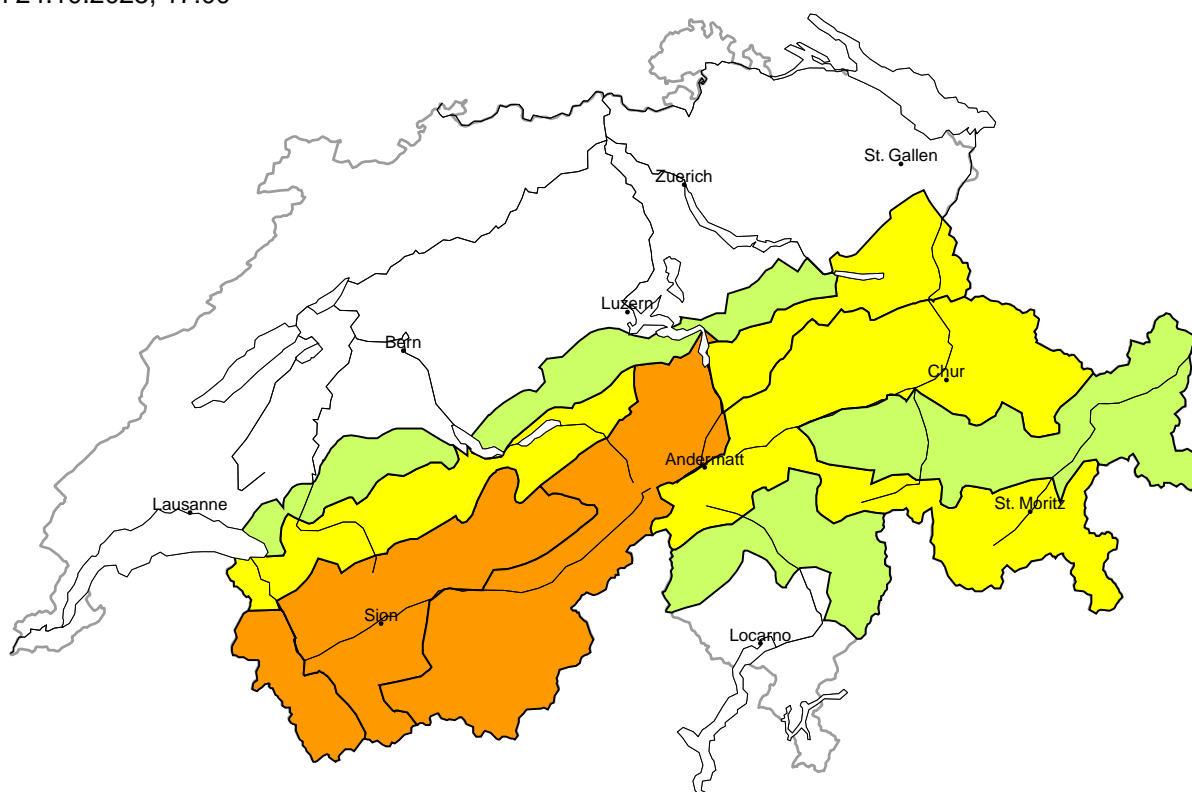 St. Gallen
Zuerich
Luzern
Bern
Chur
Andermatt
Lausanne
St. Moritz
Sion
Locarno